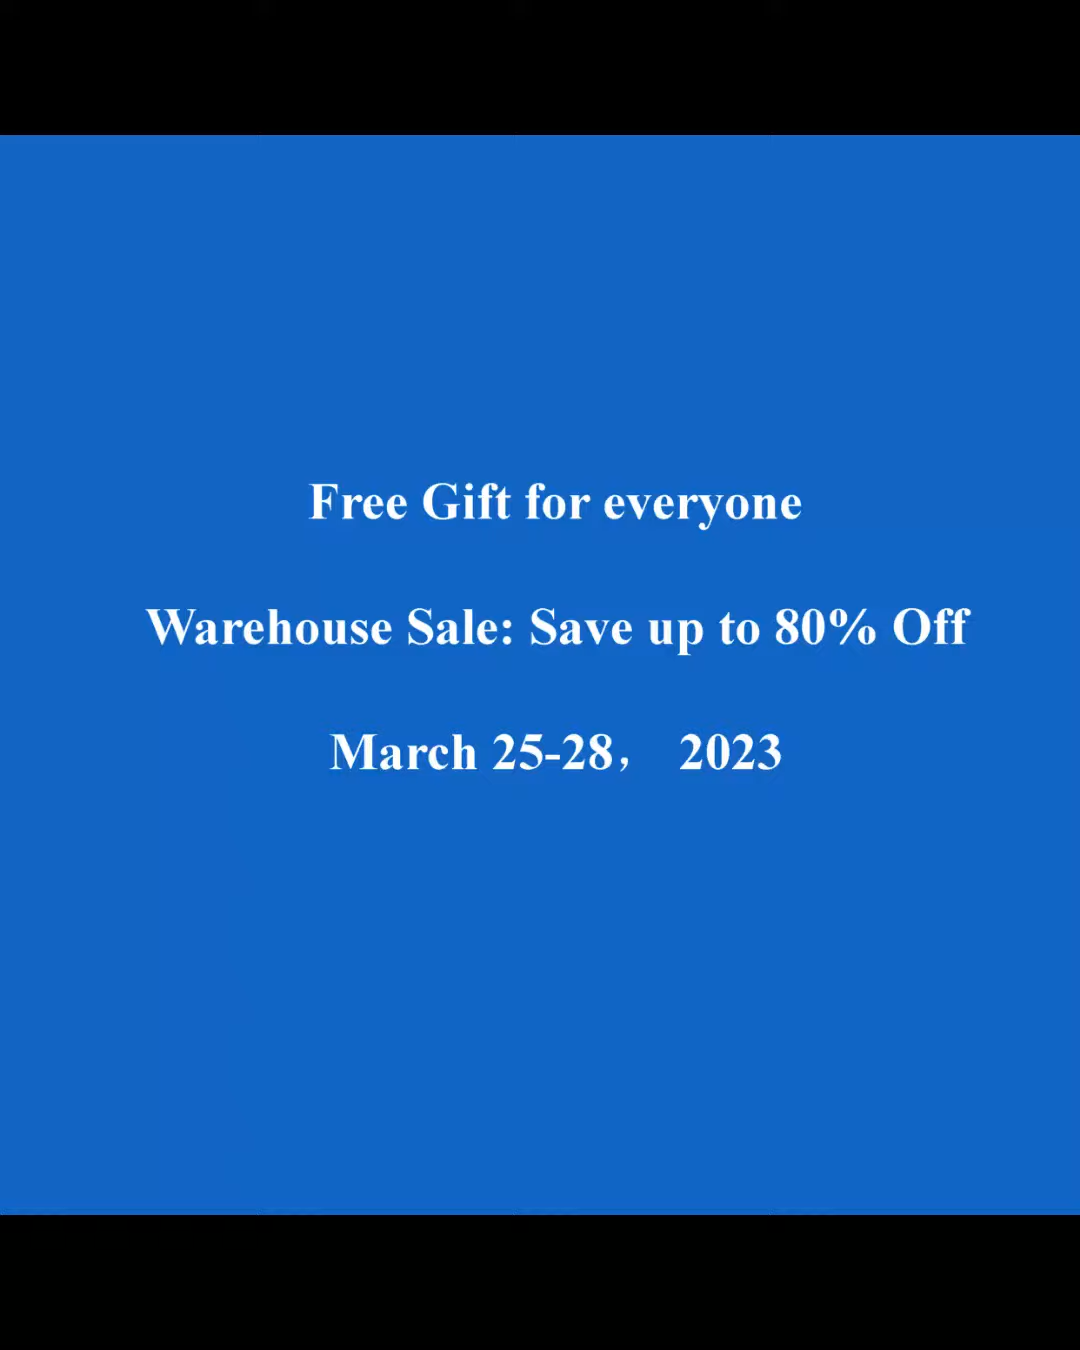 Free Gift for everyone
Warehouse Sale: Save up to 80% Off
March 25-28， 2023